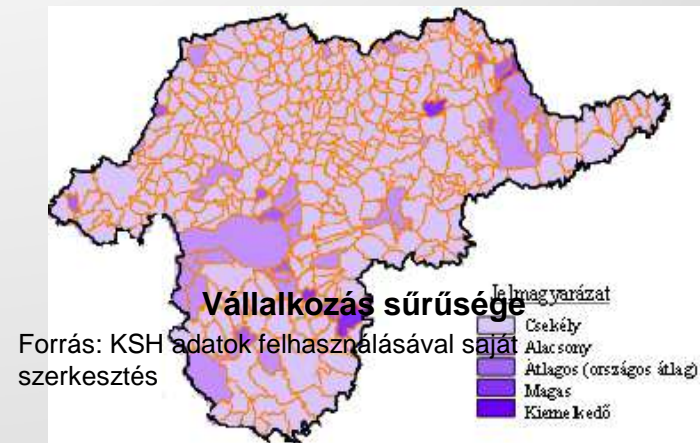 Vállalkozás sűrűsége
Forrás: KSH adatok felhasználásával saját
szerkesztés
Jelmagyarázat
Csekély
Alacsony
Átlagos (országos átlag)
Magas
Kiemelkedő